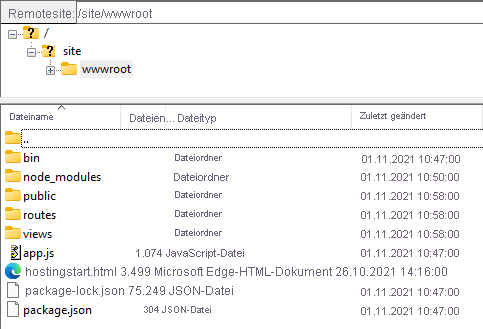 Remotesite: /site/wwwroot
/
site
wwwroot
Dateiname Dateien... Dateityp Zuletzt geändert
..
bin Dateiordner 01.11.2021 10:47:00
node_modules Dateiordner 01.11.2021 10:50:00
public Dateiordner 01.11.2021 10:58:00
routes Dateiordner 01.11.2021 10:58:00
views Dateiordner 01.11.2021 10:58:00
app.js 1.074 JavaScript-Datei 01.11.2021 10:47:00
hostingstart.html 3.499 Microsoft Edge-HTML-Dokument 26.10.2021 14:16:00
package-lock.json 75.249 JSON-Datei 01.11.2021 10:47:00
package.json 304 JSON-Datei 01.11.2021 10:47:00